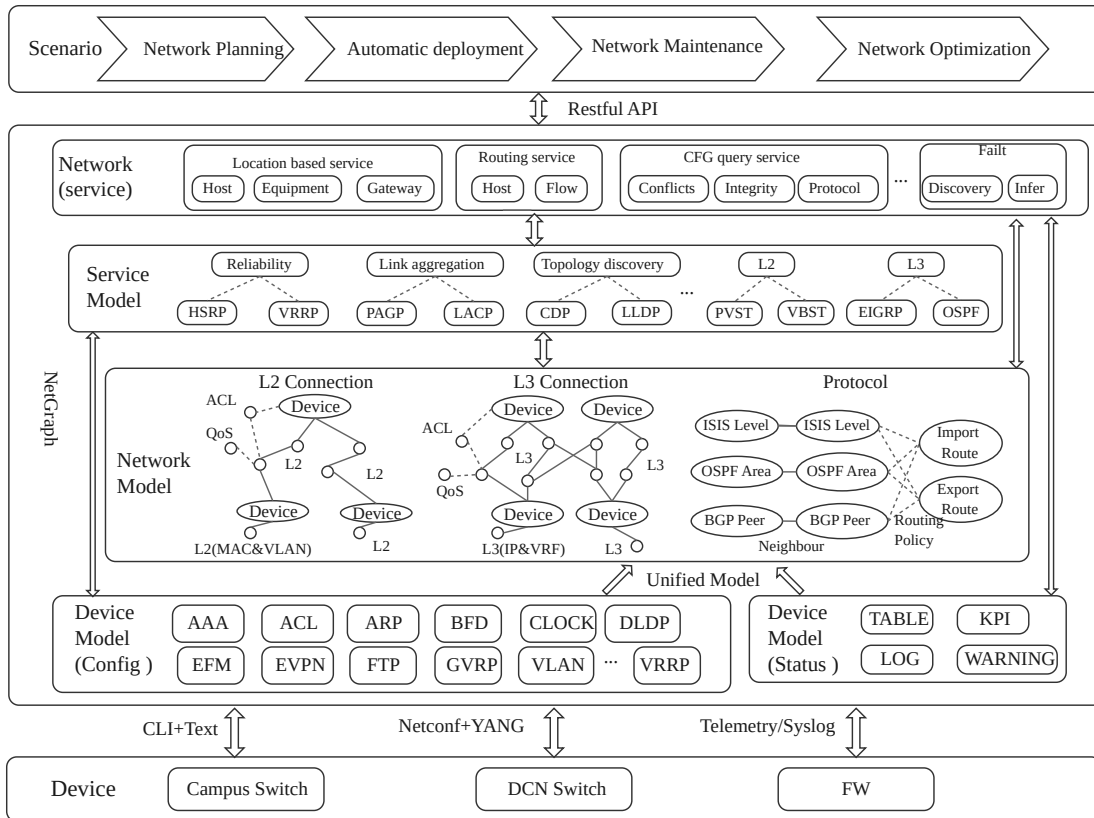 Scenario
Network Planning
Automatic deployment
Network Maintenance
Network Optimization
Restful API
Network
(service)
Location based service
Host
Equipment
Gateway
Routing service
Host
Flow
CFG query service
Conflicts
Integrity
Protocol
...
Failt
Discovery
Infer
Service
Model
Reliability
HSRP
VRRP
Link aggregation
PAGP
LACP
Topology discovery
CDP
LLDP
...
L2
PVST
VBST
L3
EIGRP
OSPF
NetGraph
Network
Model
L2 Connection
ACL
QoS
Device
L2
L2
Device
Device
L2(MAC&VLAN)
L2
L3 Connection
ACL
QoS
Device
Device
L3
L3
Device
Device
L3(IP&VRF)
L3
Protocol
ISIS Level
ISIS Level
OSPF Area
OSPF Area
BGP Peer
BGP Peer
Neighbour
Import
Route
Export
Route
Routing
Policy
Unified Model
Device
Model
(Config )
AAA
ACL
ARP
BFD
CLOCK
DLDP
EFM
EVPN
FTP
GVRP
VLAN
...
VRRP
Device
Model
(Status )
TABLE
KPI
LOG
WARNING
CLI+Text
Netconf+YANG
Telemetry/Syslog
Device
Campus Switch
DCN Switch
FW